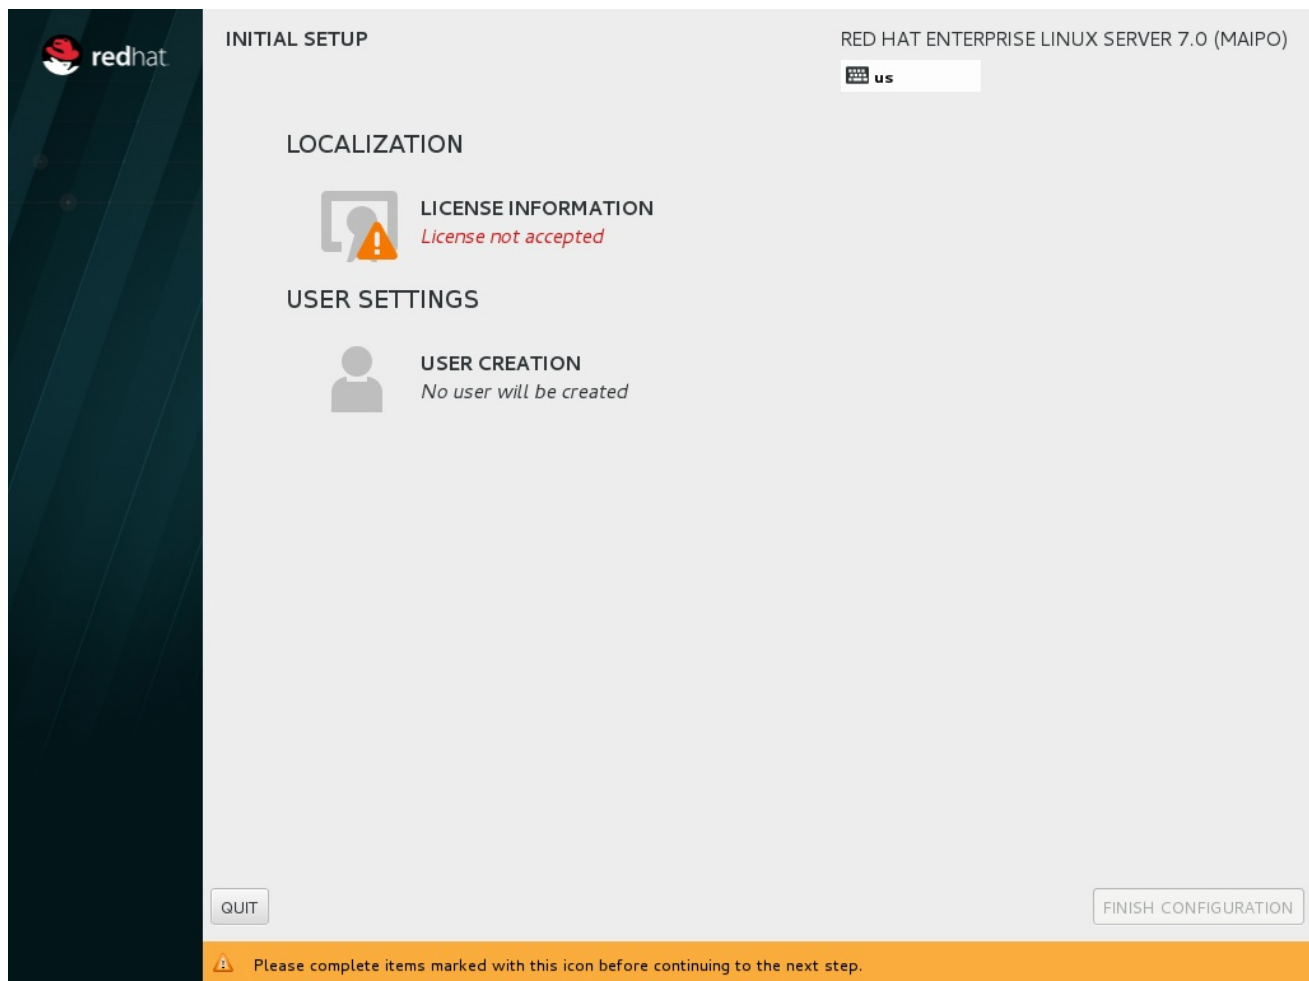 redhat.
INITIAL SETUP
RED HAT ENTERPRISE LINUX SERVER 7.0 (MAIPO)
us
LOCALIZATION
LICENSE INFORMATION
License not accepted
USER SETTINGS
USER CREATION
No user will be created
QUIT
FINISH CONFIGURATION
Please complete items marked with this icon before continuing to the next step.